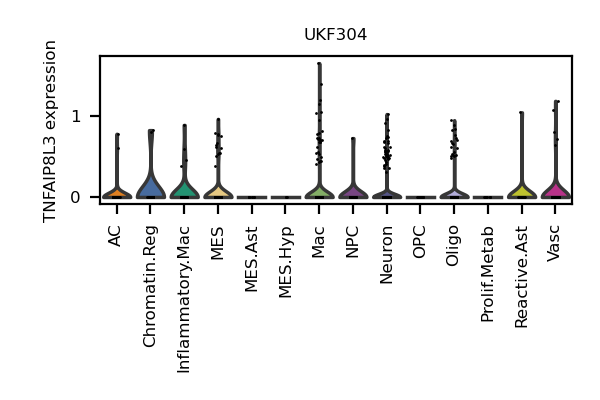 UKF304
TNFAIP8L3 expression
1
0
AC
Chromatin.Reg
Inflammatory.Mac
MES
MES.Ast
MES.Hyp
Mac
NPC
Neuron
OPC
Oligo
Prolif.Metab
Reactive.Ast
Vasc